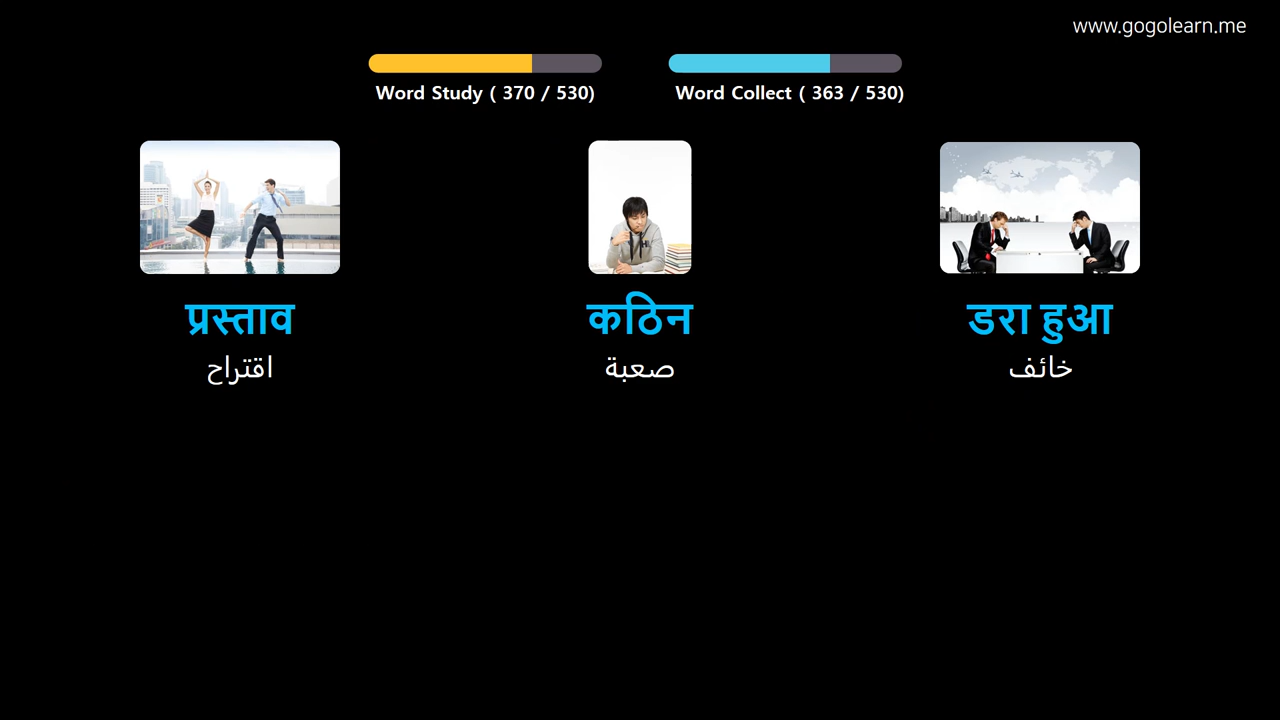 www.gogolearn.me
Word Study ( 370 / 530)
Word Collect ( 363 / 530)
प्रस्ताव
कठिन
डरा हुआ
اقتراح
صعبة
خائف